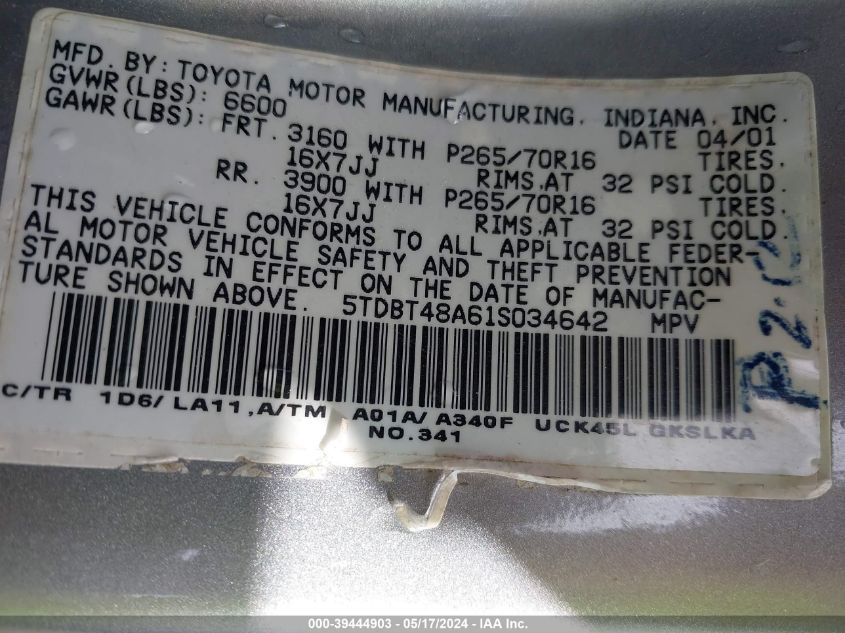 MFD. BY: TOYOTA MOTOR MANUFACTURING, INDIANA, INC.
GVWR(LBS): 6600 DATE 04/01
GAWR(LBS): FRT. 3160 WITH P265/70R16 TIRES,
16X7JJ RIMS,AT 32 PSI COLD.
RR. 3900 WITH P265/70R16 TIRES,
16X7JJ RIMS,AT 32 PSI COLD.
THIS VEHICLE CONFORMS TO ALL APPLICABLE FEDER-
AL MOTOR VEHICLE SAFETY AND THEFT PREVENTION
STANDARDS IN EFFECT ON THE DATE OF MANUFAC-
TURE SHOWN ABOVE. 5TDBT48A61S034642 MPV
C/TR 1D6/ LA11 ,A/TM A01A/ A340F UCK45L GKSLKA
NO.341
000-39444903 - 05/17/2024 - IAA Inc.